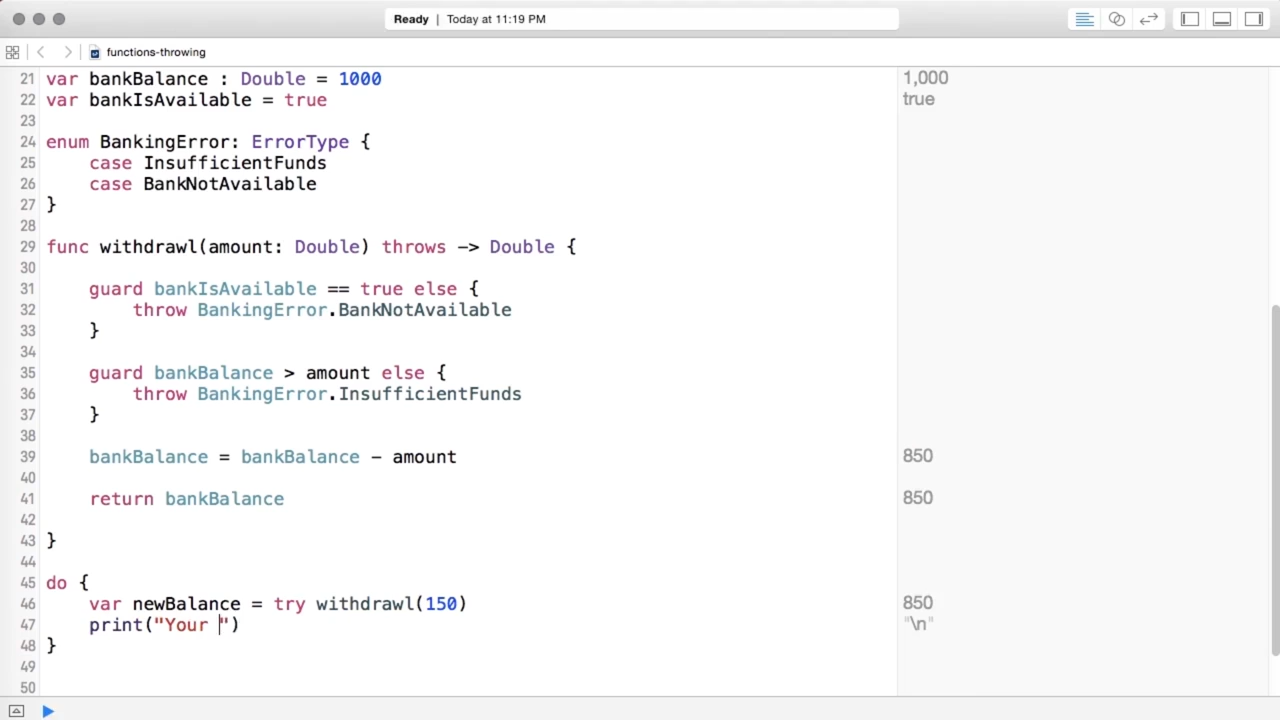 Ready | Today at 11:19 PM
functions-throwing
21 var bankBalance : Double = 1000 1,000
22 var bankIsAvailable = true true
23
24 enum BankingError: ErrorType {
25 case InsufficientFunds
26 case BankNotAvailable
27 }
28
29 func withdrawl(amount: Double) throws -> Double {
30
31 guard bankIsAvailable == true else {
32 throw BankingError.BankNotAvailable
33 }
34
35 guard bankBalance > amount else {
36 throw BankingError.InsufficientFunds
37 }
38
39 bankBalance = bankBalance - amount 850
40
41 return bankBalance 850
42
43 }
44
45 do {
46 var newBalance = try withdrawl(150) 850
47 print("Your ") "\n"
48 }
49
50